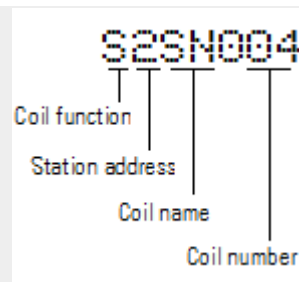 S2SN004
Coil function
Station address
Coil name
Coil number